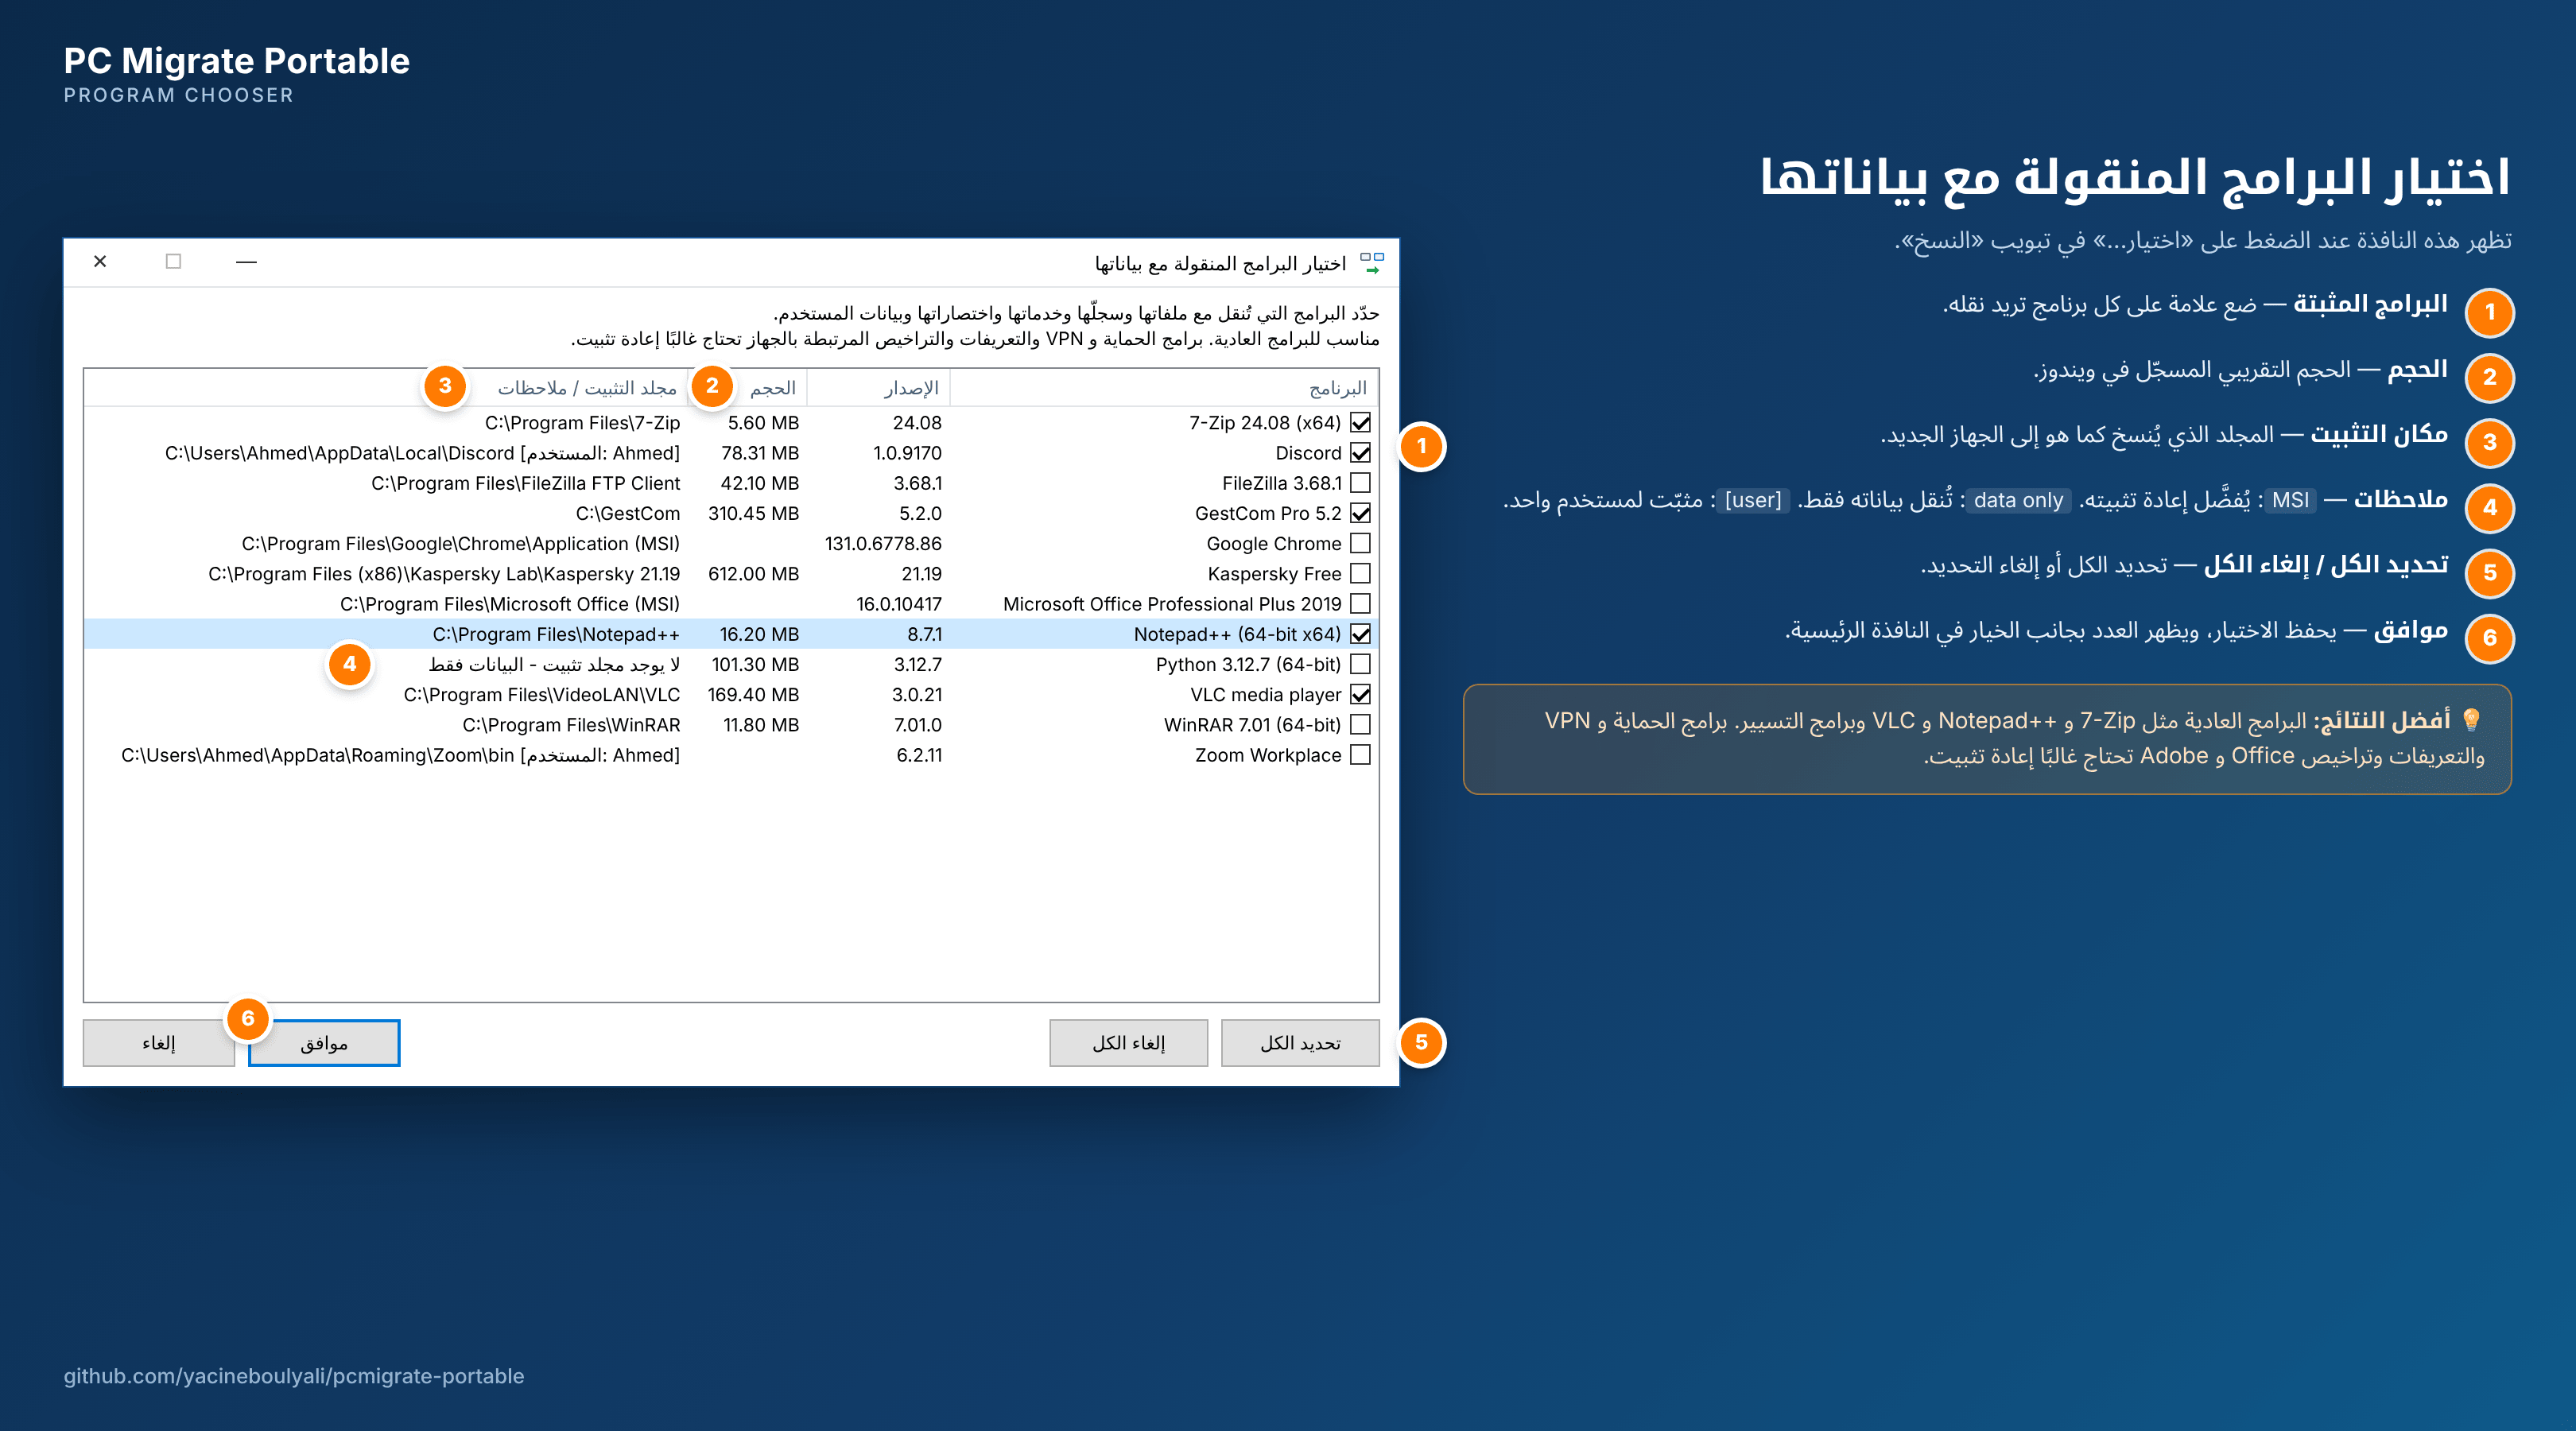 PC Migrate Portable
PROGRAM CHOOSER
اختيار البرامج المنقولة مع بياناتها
تظهر هذه النافذة عند الضغط على «اختيار...» في تبويب «النسخ».
1 البرامج المثبتة — ضع علامة على كل برنامج تريد نقله.
2 الحجم — الحجم التقريبي المسجّل في ويندوز.
3 مكان التثبيت — المجلد الذي يُنسخ كما هو إلى الجهاز الجديد.
4 ملاحظات — MSI: يُفضَّل إعادة تثبيته. data only: تُنقل بياناته فقط. [user]: مثبّت لمستخدم واحد.
5 تحديد الكل / إلغاء الكل — تحديد الكل أو إلغاء التحديد.
6 موافق — يحفظ الاختيار، ويظهر العدد بجانب الخيار في النافذة الرئيسية.
💡 أفضل النتائج: البرامج العادية مثل 7-Zip و Notepad++ و VLC وبرامج التسيير. برامج الحماية و VPN
والتعريفات وتراخيص Office و Adobe تحتاج غالبًا إعادة تثبيت.
اختيار البرامج المنقولة مع بياناتها
حدّد البرامج التي تُنقل مع ملفاتها وسجلّها وخدماتها واختصاراتها وبيانات المستخدم.
مناسب للبرامج العادية. برامج الحماية و VPN والتعريفات والتراخيص المرتبطة بالجهاز تحتاج غالبًا إعادة تثبيت.
البرنامج الإصدار الحجم 2 مجلد التثبيت / ملاحظات 3
7-Zip 24.08 (x64) 24.08 5.60 MB C:\Program Files\7-Zip
1
Discord 1.0.9170 78.31 MB C:\Users\Ahmed\AppData\Local\Discord [المستخدم: Ahmed]
FileZilla 3.68.1 3.68.1 42.10 MB C:\Program Files\FileZilla FTP Client
GestCom Pro 5.2 5.2.0 310.45 MB C:\GestCom
Google Chrome 131.0.6778.86 C:\Program Files\Google\Chrome\Application (MSI)
Kaspersky Free 21.19 612.00 MB C:\Program Files (x86)\Kaspersky Lab\Kaspersky 21.19
Microsoft Office Professional Plus 2019 16.0.10417 C:\Program Files\Microsoft Office (MSI)
Notepad++ (64-bit x64) 8.7.1 16.20 MB C:\Program Files\Notepad++
Python 3.12.7 (64-bit) 3.12.7 101.30 MB لا يوجد مجلد تثبيت - البيانات فقط 4
VLC media player 3.0.21 169.40 MB C:\Program Files\VideoLAN\VLC
WinRAR 7.01 (64-bit) 7.01.0 11.80 MB C:\Program Files\WinRAR
Zoom Workplace 6.2.11 C:\Users\Ahmed\AppData\Roaming\Zoom\bin [المستخدم: Ahmed]
5 تحديد الكل إلغاء الكل موافق 6 إلغاء
github.com/yacineboulyali/pcmigrate-portable